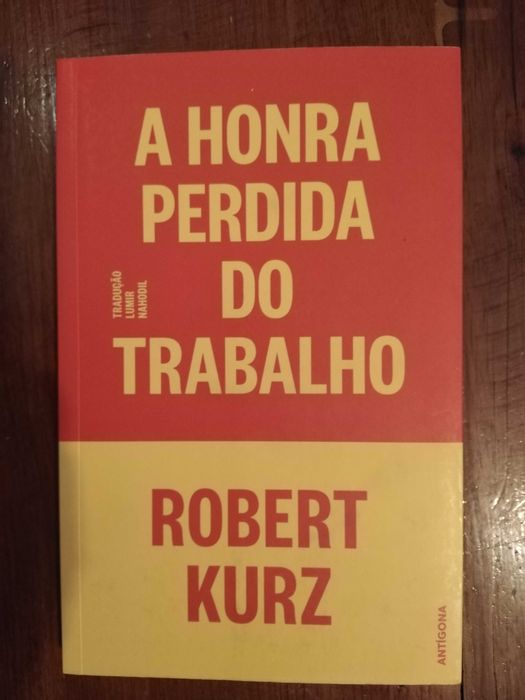 A HONRA
PERDIDA
DO
TRABALHO
TRADUÇÃO
LUMIR
NAHODIL
ROBERT
KURZ
ANTÍGONA